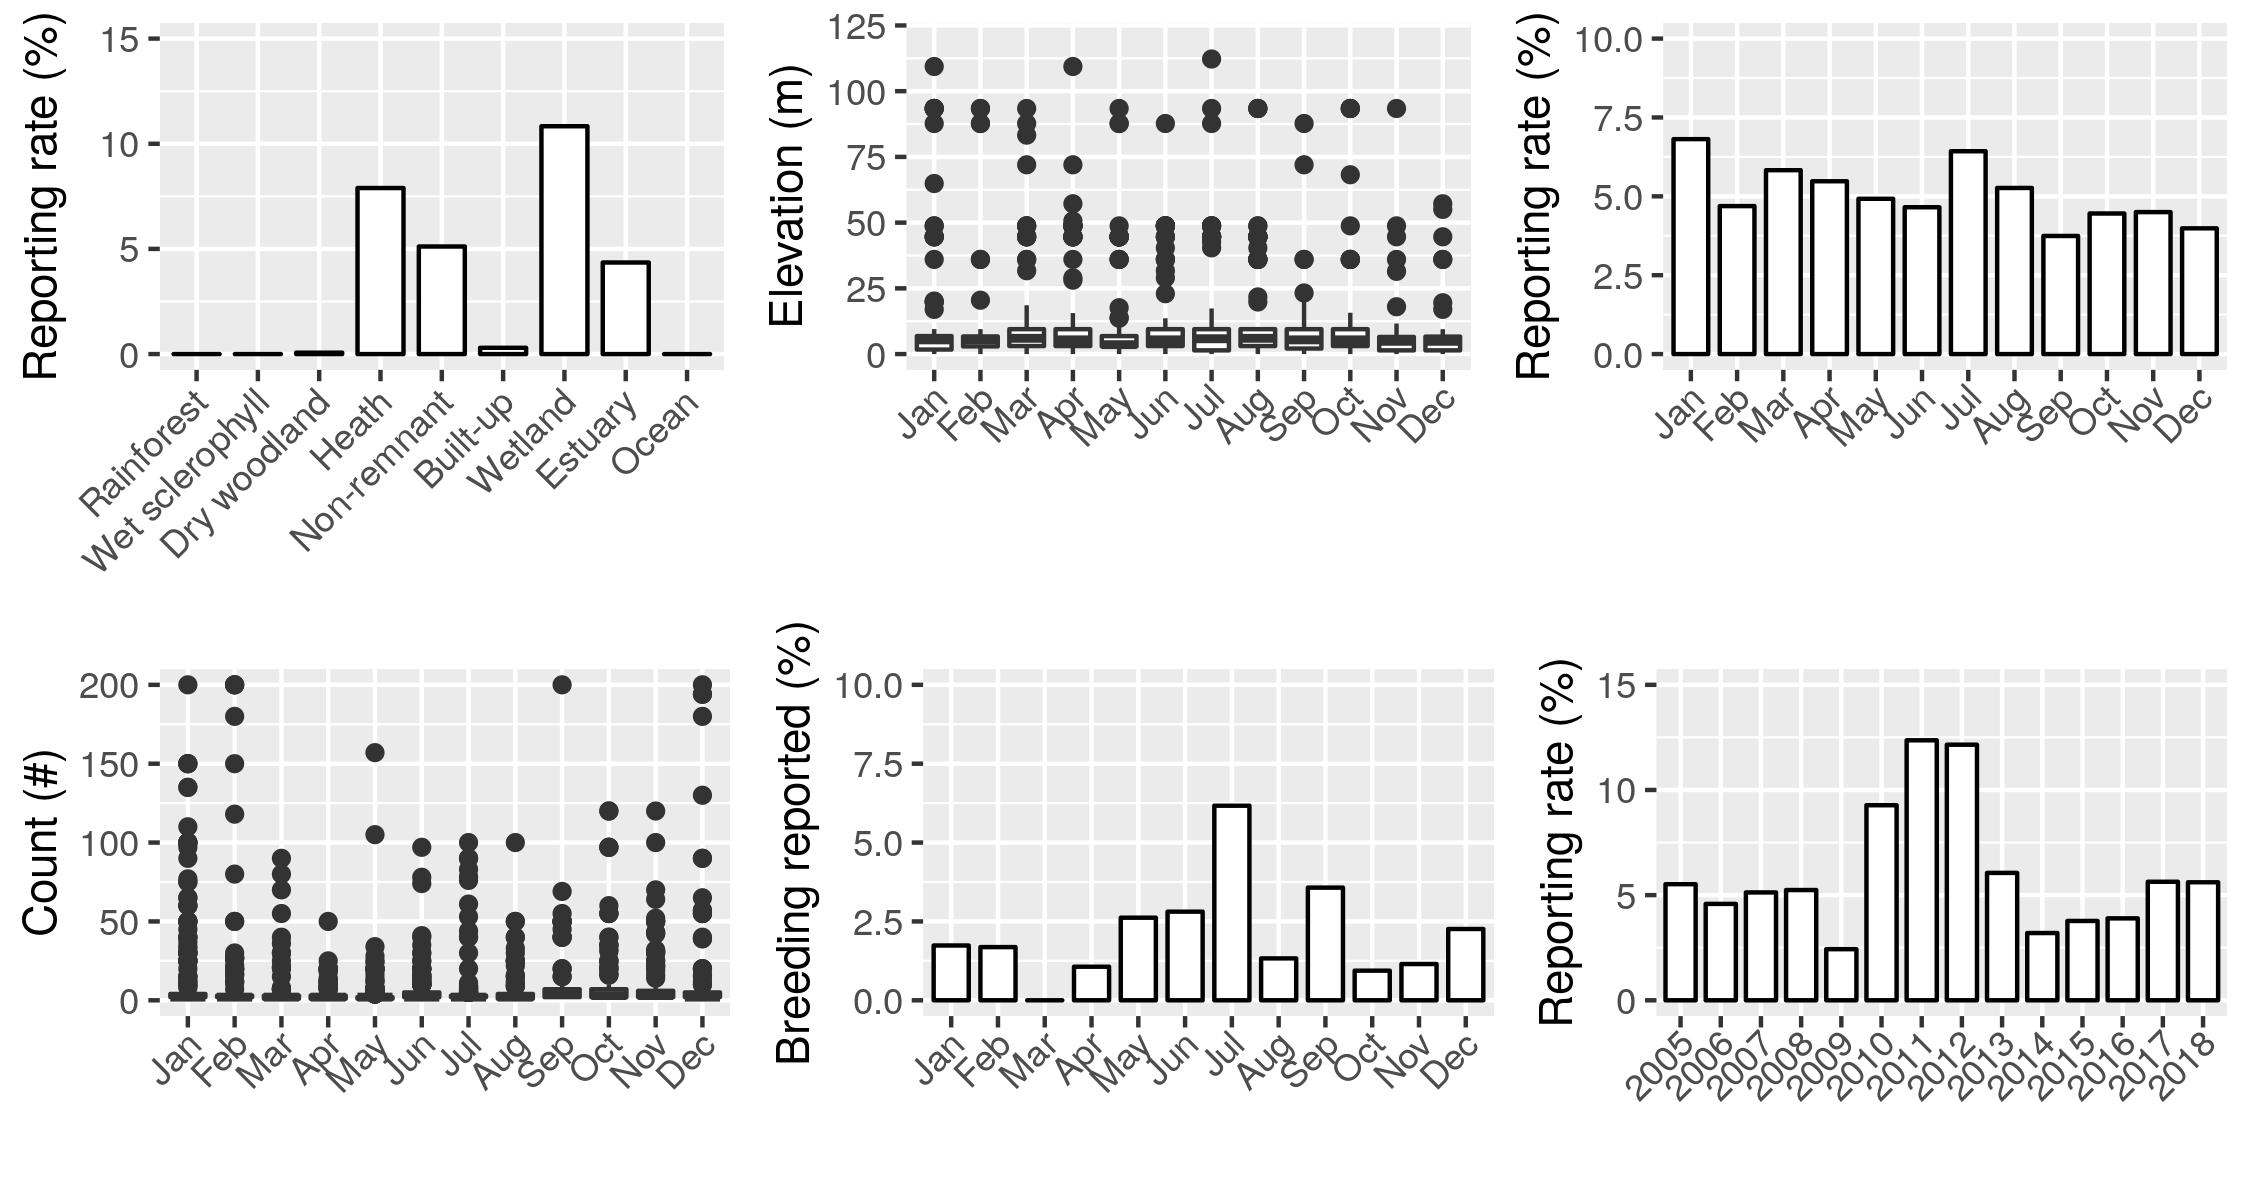 Reporting rate (%)
15
10
5
0
Rainforest
Wet sclerophyll
Dry woodland
Heath
Non-remnant
Built-up
Wetland
Estuary
Ocean
Elevation (m)
125
100
75
50
25
0
Jan
Feb
Mar
Apr
May
Jun
Jul
Aug
Sep
Oct
Nov
Dec
Reporting rate (%)
10.0
7.5
5.0
2.5
0.0
Jan
Feb
Mar
Apr
May
Jun
Jul
Aug
Sep
Oct
Nov
Dec
Count (#)
200
150
100
50
0
Jan
Feb
Mar
Apr
May
Jun
Jul
Aug
Sep
Oct
Nov
Dec
Breeding reported (%)
10.0
7.5
5.0
2.5
0.0
Jan
Feb
Mar
Apr
May
Jun
Jul
Aug
Sep
Oct
Nov
Dec
Reporting rate (%)
15
10
5
0
2005
2006
2007
2008
2009
2010
2011
2012
2013
2014
2015
2016
2017
2018